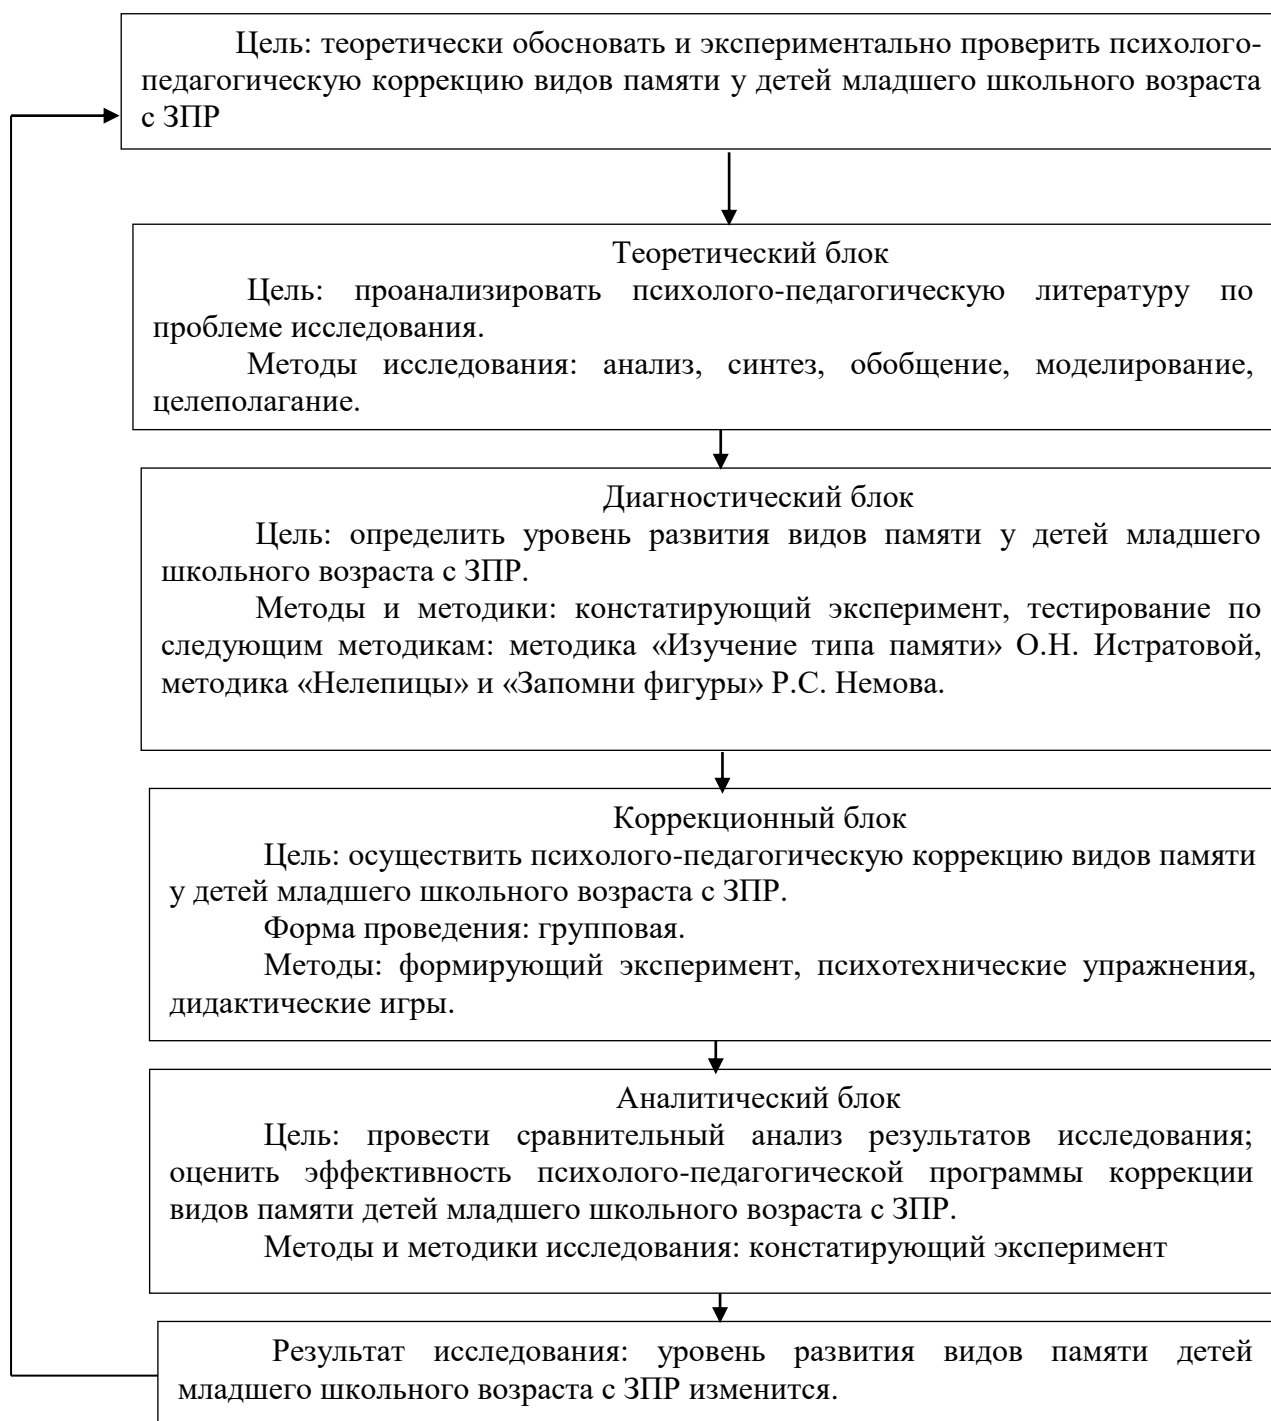 Цель: теоретически обосновать и экспериментально проверить психолого-
педагогическую коррекцию видов памяти у детей младшего школьного возраста
с ЗПР
Теоретический блок
Цель: проанализировать психолого-педагогическую литературу по
проблеме исследования.
Методы исследования: анализ, синтез, обобщение, моделирование,
целеполагание.
Диагностический блок
Цель: определить уровень развития видов памяти у детей младшего
школьного возраста с ЗПР.
Методы и методики: констатирующий эксперимент, тестирование по
следующим методикам: методика «Изучение типа памяти» О.Н. Истратовой,
методика «Нелепицы» и «Запомни фигуры» Р.С. Немова.
Коррекционный блок
Цель: осуществить психолого-педагогическую коррекцию видов памяти
у детей младшего школьного возраста с ЗПР.
Форма проведения: групповая.
Методы: формирующий эксперимент, психотехнические упражнения,
дидактические игры.
Аналитический блок
Цель: провести сравнительный анализ результатов исследования;
оценить эффективность психолого-педагогической программы коррекции
видов памяти детей младшего школьного возраста с ЗПР.
Методы и методики исследования: констатирующий эксперимент
Результат исследования: уровень развития видов памяти детей
младшего школьного возраста с ЗПР изменится.